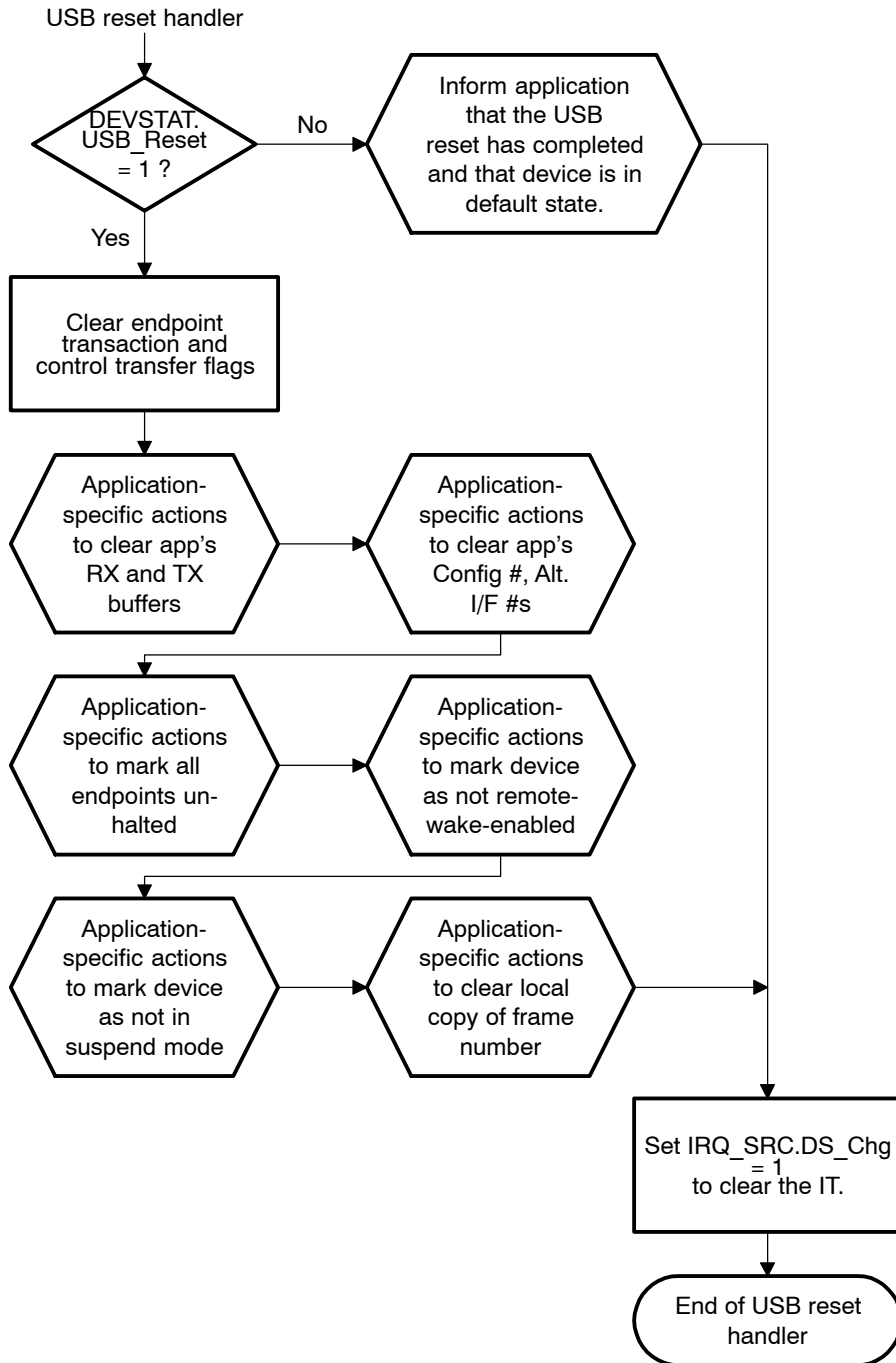 USB reset handler
DEVSTAT.
USB_Reset
= 1 ?
No
Inform application
that the USB
reset has completed
and that device is in
default state.
Yes
Clear endpoint
transaction and
control transfer flags
Application-
specific actions
to clear app's
RX and TX
buffers
Application-
specific actions
to clear app's
Config #, Alt.
I/F #s
Application-
specific actions
to mark all
endpoints un-
halted
Application-
specific actions
to mark device
as not remote-
wake-enabled
Application-
specific actions
to mark device
as not in
suspend mode
Application-
specific actions
to clear local
copy of frame
number
Set IRQ_SRC.DS_Chg
= 1
to clear the IT.
End of USB reset
handler